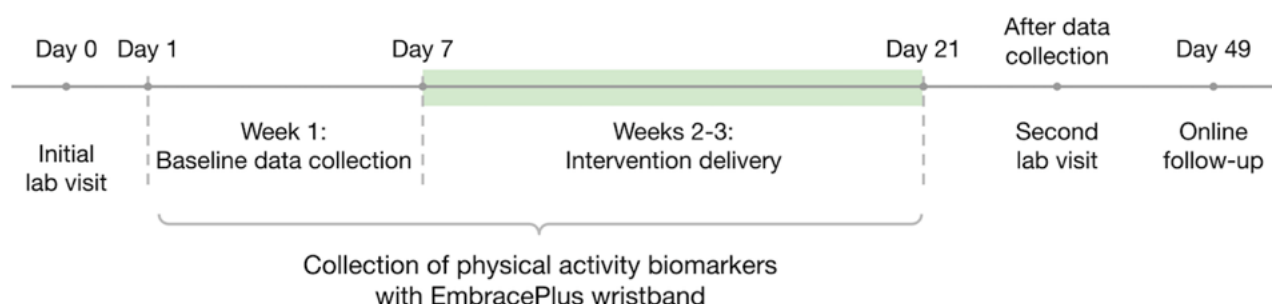 Day 0
Day 1
Day 7
Day 21
After data
collection
Day 49
Initial
lab visit
Week 1:
Baseline data collection
Weeks 2-3:
Intervention delivery
Second
lab visit
Online
follow-up
Collection of physical activity biomarkers
with EmbracePlus wristband